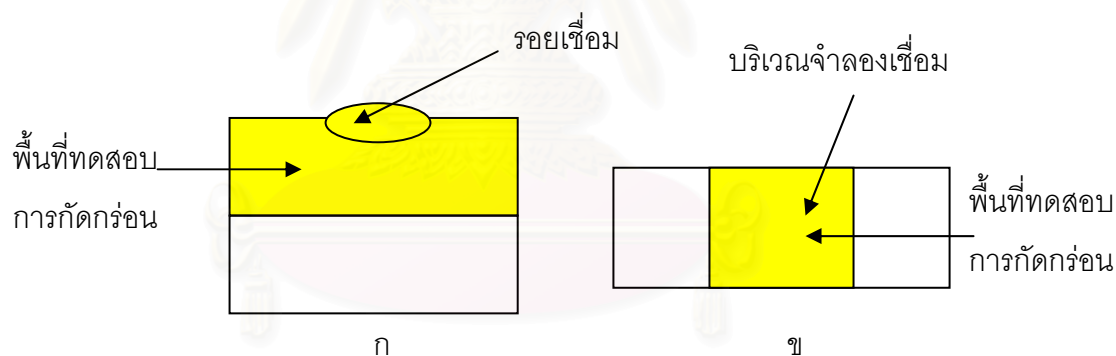 รอยเชื่อม
บริเวณจำลองเชื่อม
พื้นที่ทดสอบ
การกัดกร่อน
พื้นที่ทดสอบ
การกัดกร่อน
ก
ข